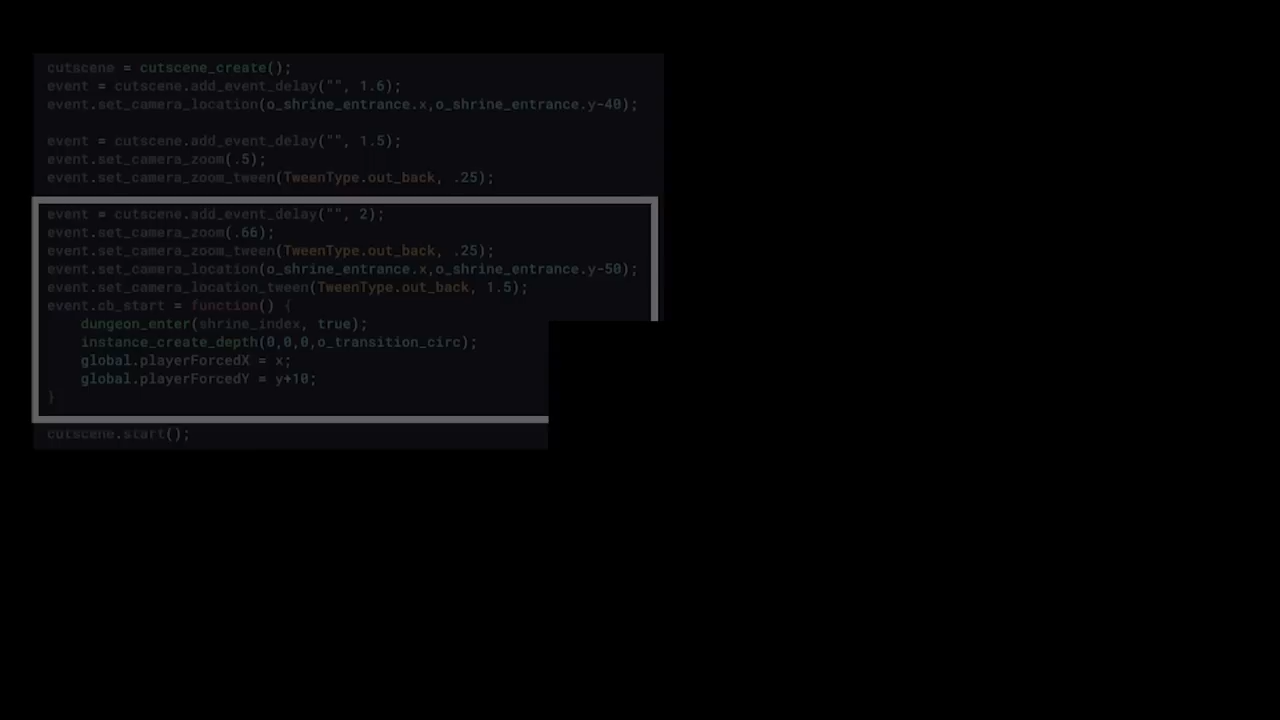 cutscene = cutscene_create();
event = cutscene.add_event_delay("", 1.6);
event.set_camera_location(o_shrine_entrance.x,o_shrine_entrance.y-40);
event = cutscene.add_event_delay("", 1.5);
event.set_camera_zoom(.5);
event.set_camera_zoom_tween(TweenType.out_back, .25);
event = cutscene.add_event_delay("", 2);
event.set_camera_zoom(.66);
event.set_camera_zoom_tween(TweenType.out_back, .25);
event.set_camera_location(o_shrine_entrance.x,o_shrine_entrance.y-50);
event.set_camera_location_tween(TweenType.out_back, 1.5);
event.cb_start = function() {
dungeon_enter(shrine_index, true);
instance_create_depth(0,0,0,o_transition_circ);
global.playerForcedX = x;
global.playerForcedY = y+10;
}
cutscene.start();